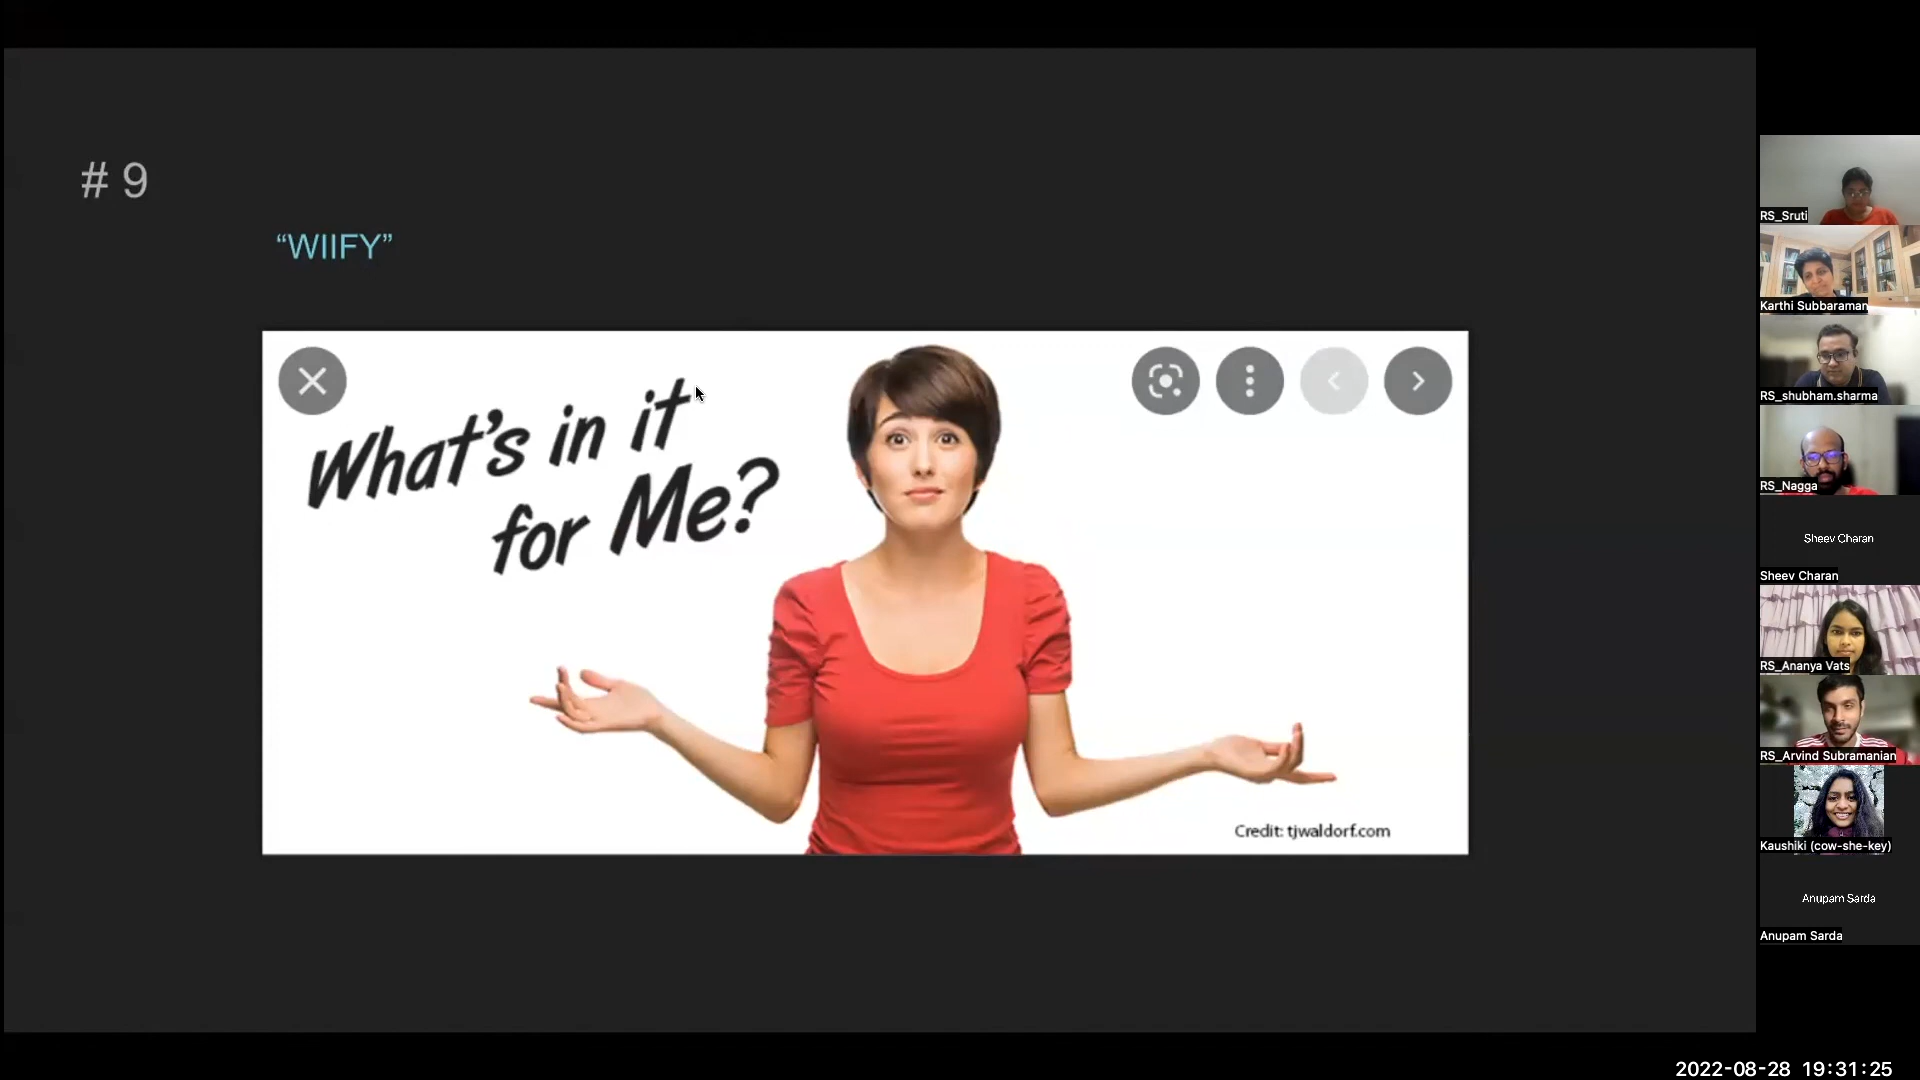 # 9
“WIIFY”
What's in it
for Me?
Credit: tjwaldorf.com
RS_Sruti
Karthi Subbaraman
RS_shubham.sharma
RS_Nagga
Sheev Charan
Sheev Charan
RS_Ananya Vats
RS_Arvind Subramanian
Kaushiki (cow-she-key)
Anupam Sarda
Anupam Sarda
2022-08-28 19:31:25